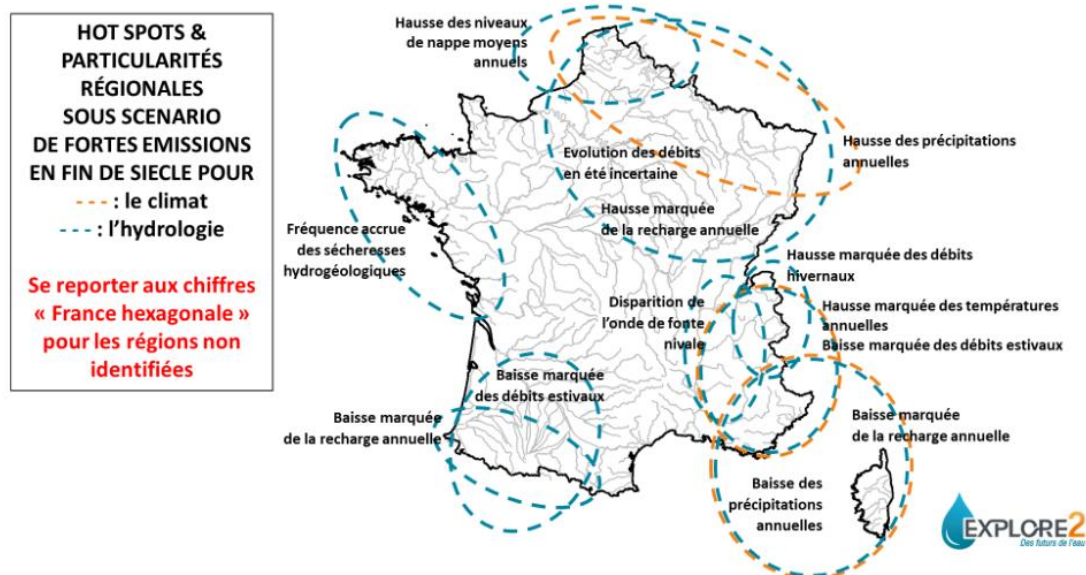 HOT SPOTS &
PARTICULARITÉS
RÉGIONALES
SOUS SCENARIO
DE FORTES EMISSIONS
EN FIN DE SIECLE POUR
--- : le climat
--- : l'hydrologie
Se reporter aux chiffres
« France hexagonale »
pour les régions non
identifiées
Hausse des niveaux
de nappe moyens
annuels
Hausse des précipitations
annuelles
Evolution des débits
en été incertaine
Hausse marquée
de la recharge annuelle
Fréquence accrue
des sécheresses
hydrogéologiques
Hausse marquée des débits
hivernaux
Disparition de
l'onde de fonte
nivale
Hausse marquée des températures
annuelles
Baisse marquée des débits estivaux
Baisse marquée
des débits estivaux
Baisse marquée
de la recharge annuelle
Baisse marquée
de la recharge annuelle
Baisse des
précipitations
annuelles
EXPLORE2
Des futurs de l'eau